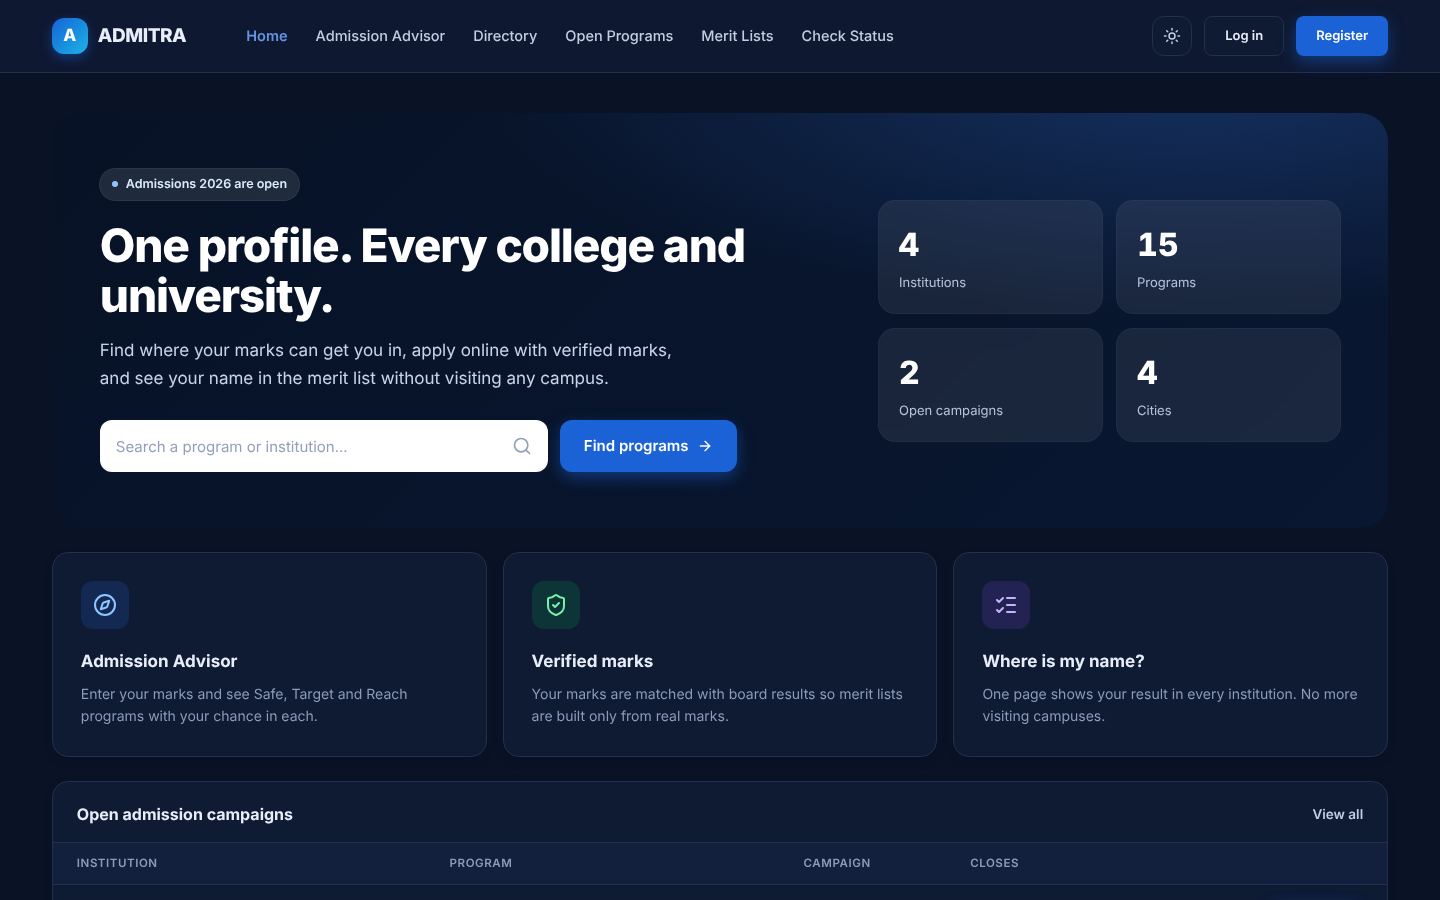 A ADMITRA
Home
Admission Advisor
Directory
Open Programs
Merit Lists
Check Status
Log in
Register
Admissions 2026 are open
One profile. Every college and
university.
Find where your marks can get you in, apply online with verified marks,
and see your name in the merit list without visiting any campus.
Search a program or institution...
Find programs
4
Institutions
15
Programs
2
Open campaigns
4
Cities
Admission Advisor
Enter your marks and see Safe, Target and Reach
programs with your chance in each.
Verified marks
Your marks are matched with board results so merit lists
are built only from real marks.
Where is my name?
One page shows your result in every institution. No more
visiting campuses.
Open admission campaigns
View all
INSTITUTION
PROGRAM
CAMPAIGN
CLOSES